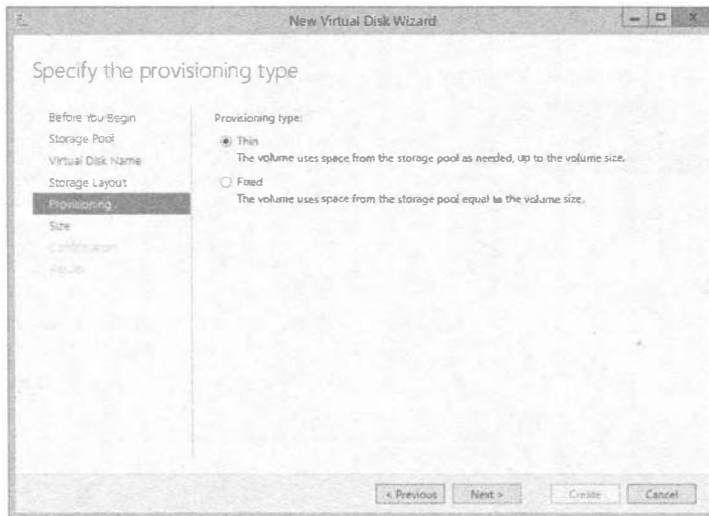 New Virtual Disk Wizard
Specify the provisioning type
Before You Begin
Storage Pool
Virtual Disk Name
Storage Layout
Provisioning
Size
Confirmation
Results
Provisioning type:
Thin
The volume uses space from the storage pool as needed, up to the volume size.
Fixed
The volume uses space from the storage pool equal to the volume size.
< Previous
Next >
Create
Cancel